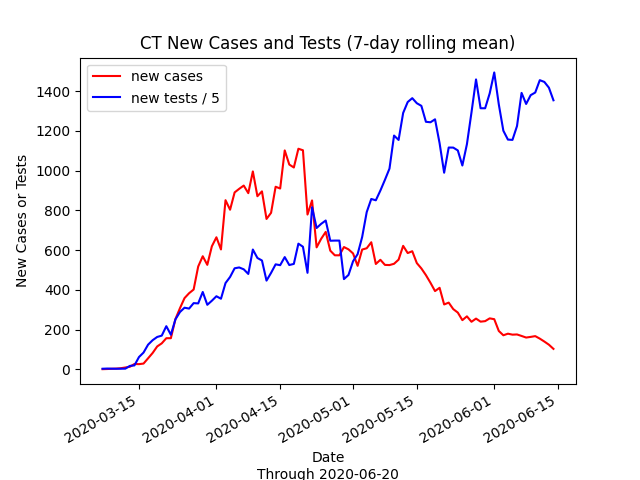 CT New Cases and Tests (7-day rolling mean)
new cases
new tests / 5
New Cases or Tests
1400
1200
1000
800
600
400
200
0
2020-03-15
2020-04-01
2020-04-15
2020-05-01
2020-05-15
2020-06-01
2020-06-15
Date
Through 2020-06-20